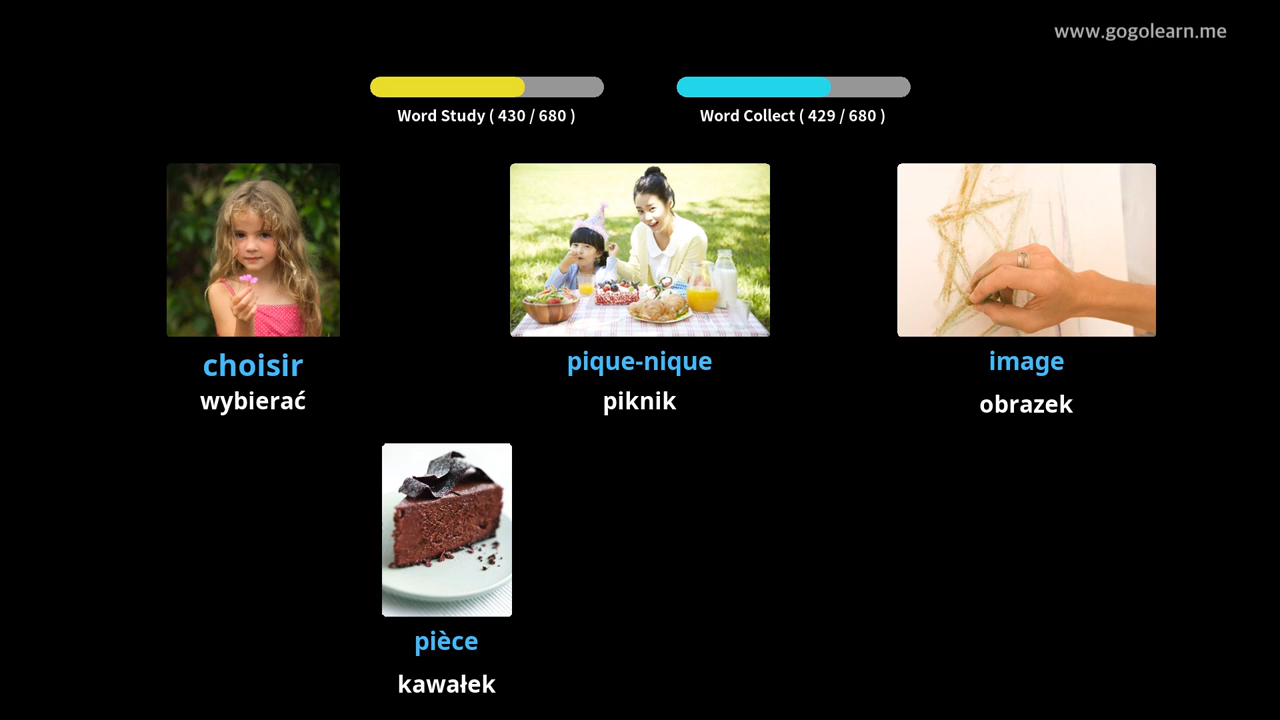 www.gogolearn.me
Word Study ( 430 / 680 )
Word Collect ( 429 / 680 )
choisir
wybierać
pique-nique
piknik
image
obrazek
pièce
kawałek